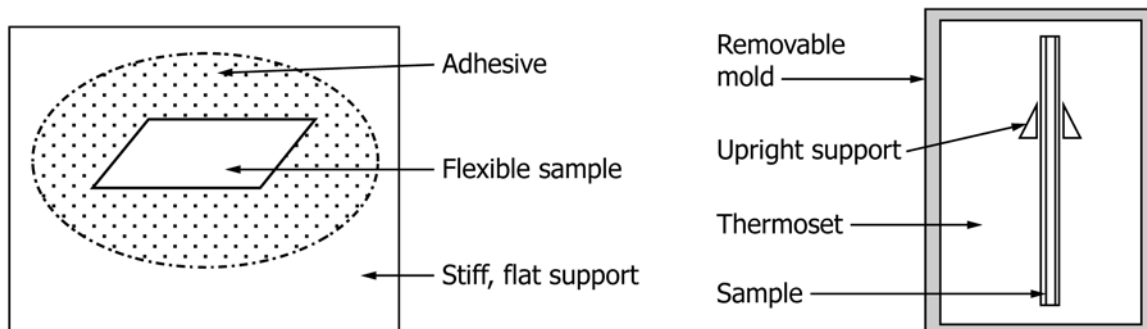 Adhesive
Flexible sample
Stiff, flat support
Removable
mold
Upright support
Thermoset
Sample